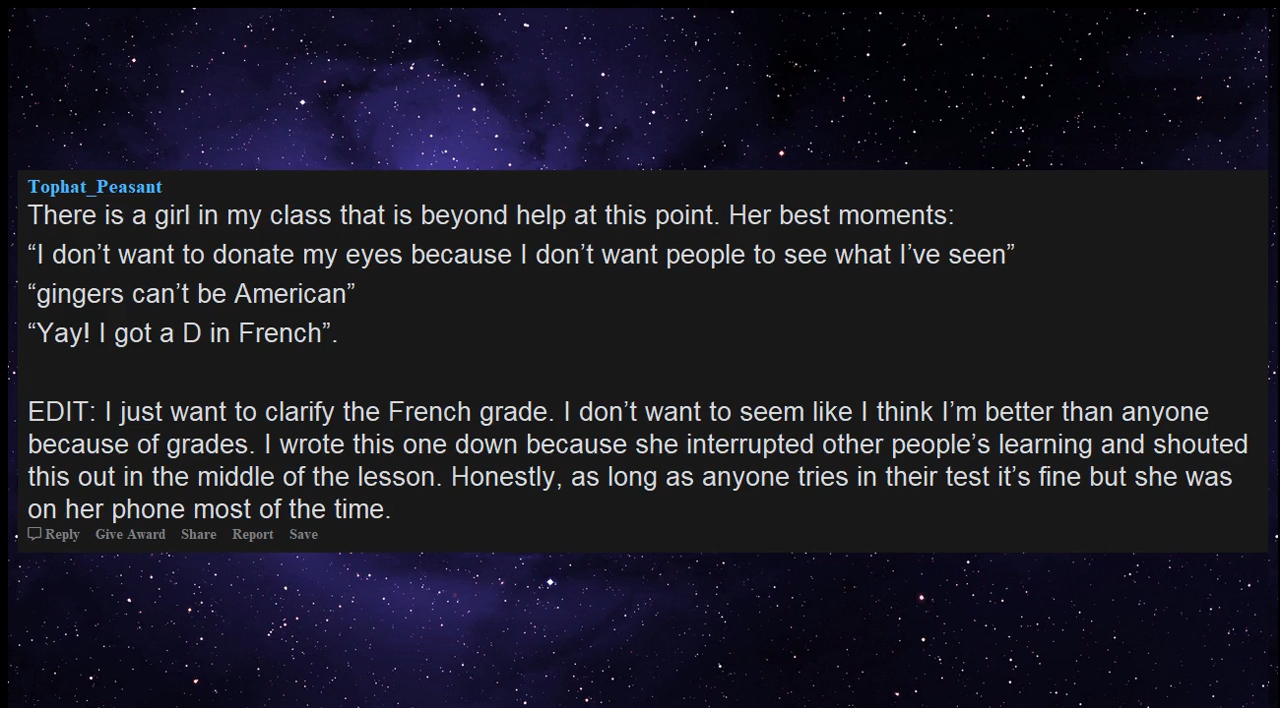 Tophat_Peasant
There is a girl in my class that is beyond help at this point. Her best moments:
“I don’t want to donate my eyes because I don’t want people to see what I’ve seen”
“gingers can’t be American”
“Yay! I got a D in French”.
EDIT: I just want to clarify the French grade. I don’t want to seem like I think I’m better than anyone
because of grades. I wrote this one down because she interrupted other people’s learning and shouted
this out in the middle of the lesson. Honestly, as long as anyone tries in their test it’s fine but she was
on her phone most of the time.
Reply Give Award Share Report Save